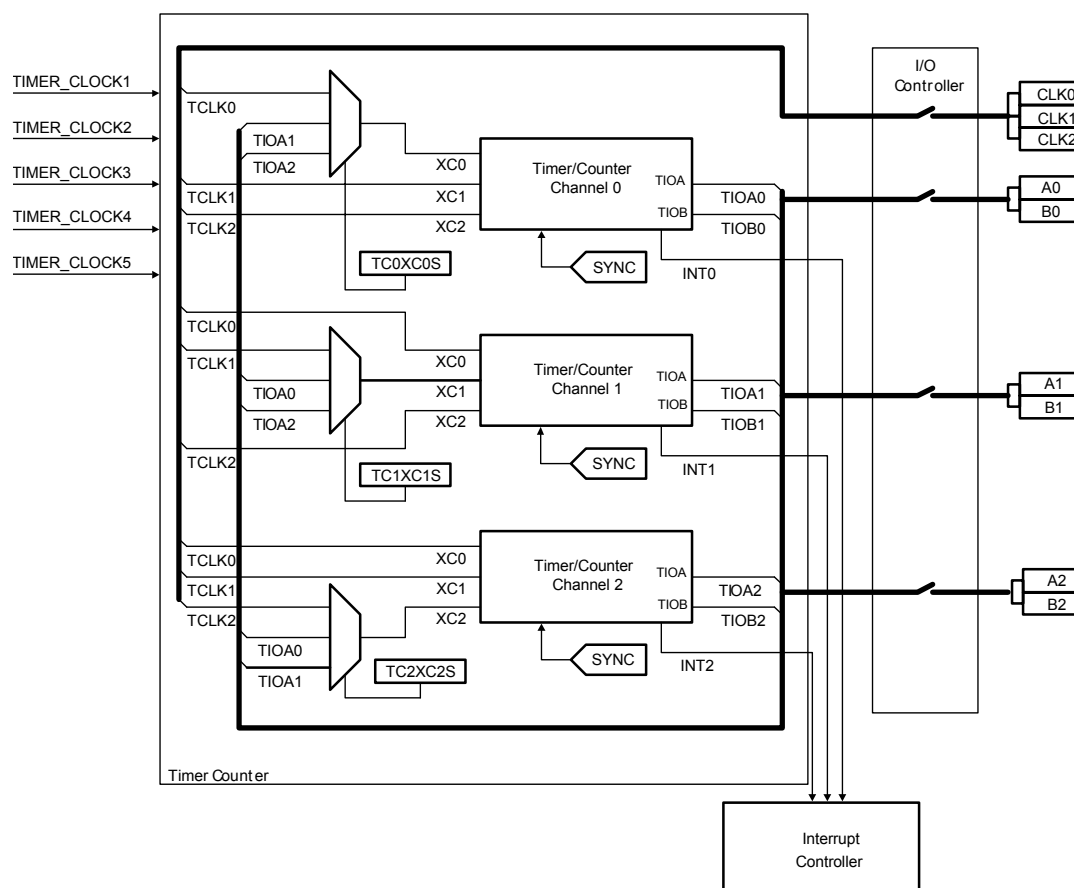 I/O
Controller
TIMER_CLOCK1
TIMER_CLOCK2
TIMER_CLOCK3
TIMER_CLOCK4
TIMER_CLOCK5
CLK0
CLK1
CLK2
TCLK0
TIOA1
TIOA2
TCLK1
TCLK2
XC0
XC1
XC2
Timer/Counter
Channel 0
TIOA
TIOB
TIOA0
TIOB0
A0
B0
TC0XC0S
SYNC
INT0
TCLK0
TCLK1
TIOA0
TIOA2
TCLK2
XC0
XC1
XC2
Timer/Counter
Channel 1
TIOA
TIOB
TIOA1
TIOB1
A1
B1
TC1XC1S
SYNC
INT1
TCLK0
TCLK1
TCLK2
TIOA0
TIOA1
XC0
XC1
XC2
Timer/Counter
Channel 2
TIOA
TIOB
TIOA2
TIOB2
A2
B2
TC2XC2S
SYNC
INT2
Timer Counter
Interrupt
Controller